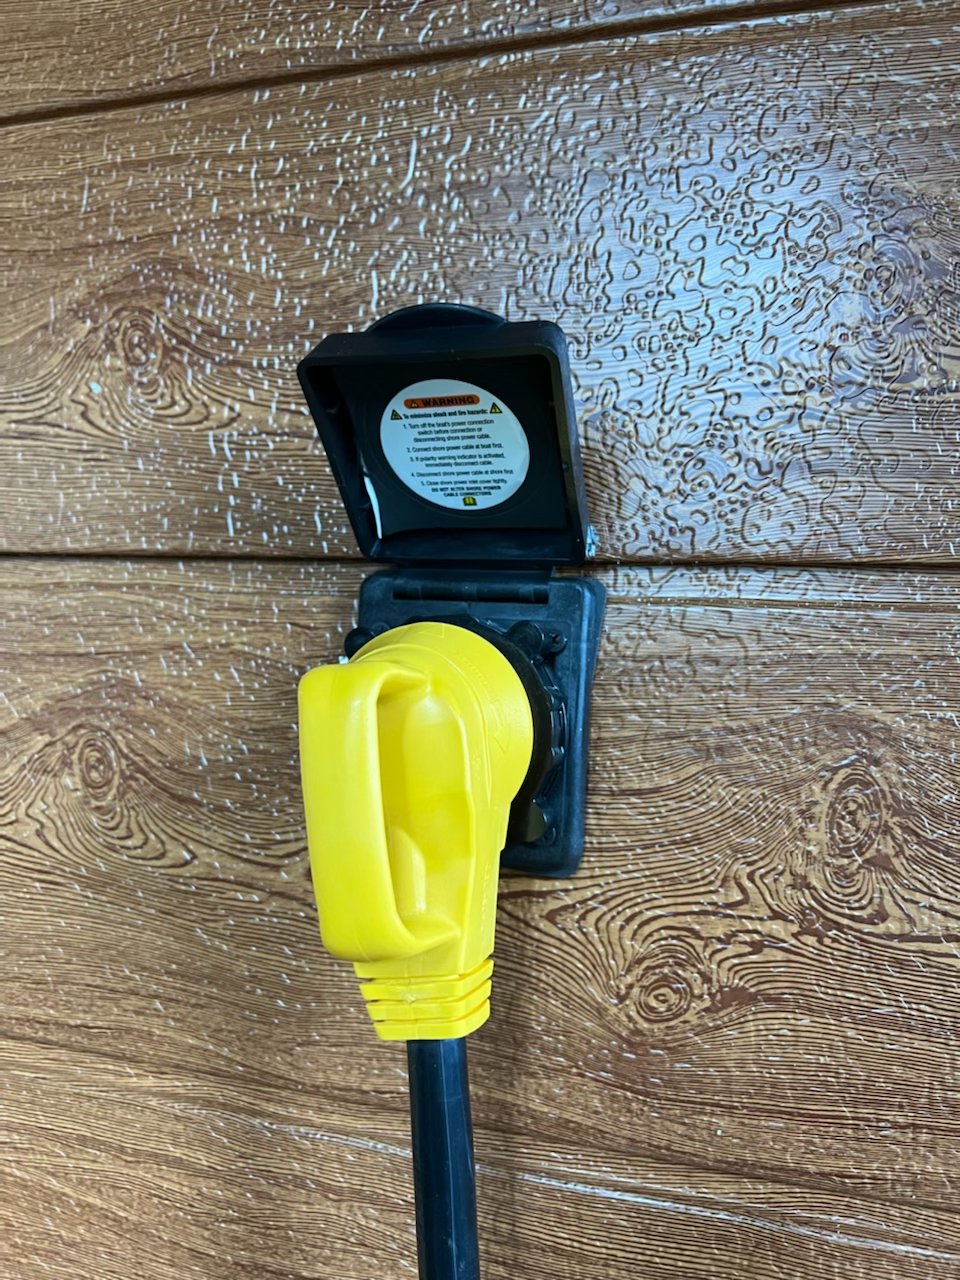 WARNING
To minimize shock and fire hazards:
1. Turn off the boat's power connection
switch before connection or
disconnecting shore power cable.
2. Connect shore power cable at boat first.
3. If polarity warning indicator is activated,
immediately disconnect cable.
4. Disconnect shore power cable at shore first.
5. Close shore power inlet cover tightly.
DO NOT ALTER SHORE POWER
CABLE CONNECTORS